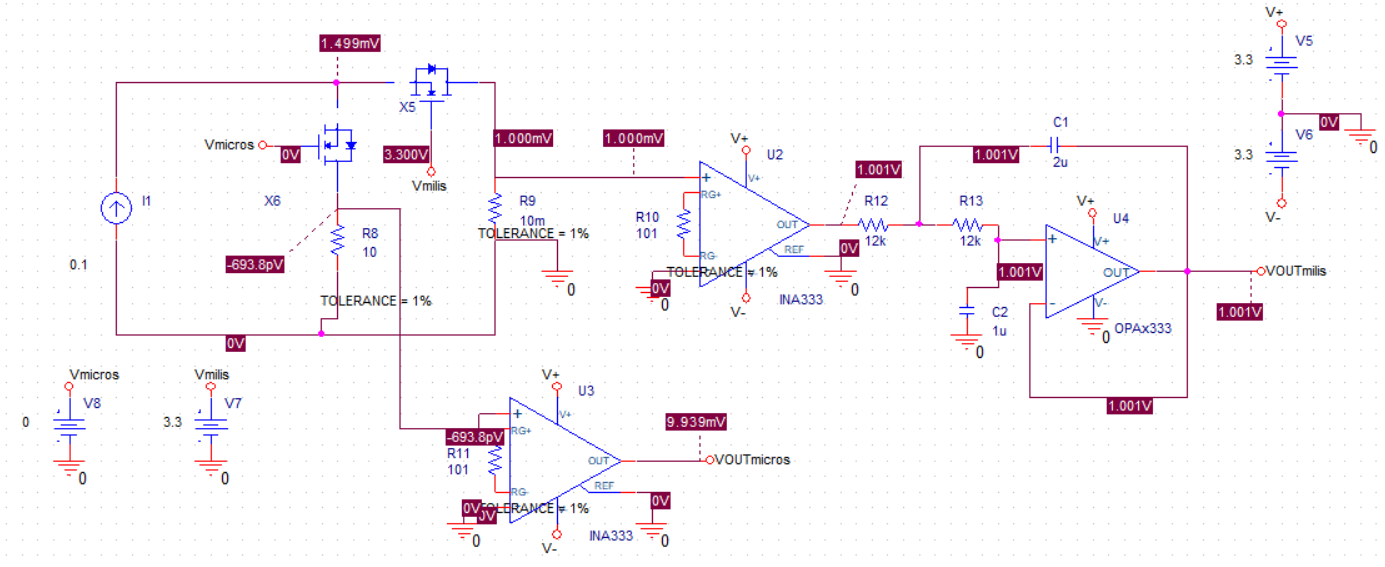 V+
V5
3.3
0V
0
V6
3.3
V-
1.499mV
X5
Vmicros
0V
3.300V
Vmilis
X6
I1
0.1
R8
10
-693.8pV
TOLERANCE = 1%
0V
1.000mV
R9
10m
TOLERANCE = 1%
0
1.000mV
V+
U2
+
V+
RG+
R10
101
RG-
OUT
REF
TOLERANCE = 1%
0V
0
V-
V-
INA333
0V
0
1.001V
R12
12k
C1
2u
1.001V
R13
12k
1.001V
C2
1u
0
V+
U4
+
V+
OUT
-
V-
0
OPAx333
1.001V
VOUTmilis
1.001V
Vmicros
V8
0
0
Vmilis
V7
3.3
0
V+
U3
+
V+
-693.8pV
RG+
R11
101
RG-
OUT
REF
0V
TOLERANCE = 1%
0
V-
V-
INA333
0V
0
9.939mV
VOUTmicros